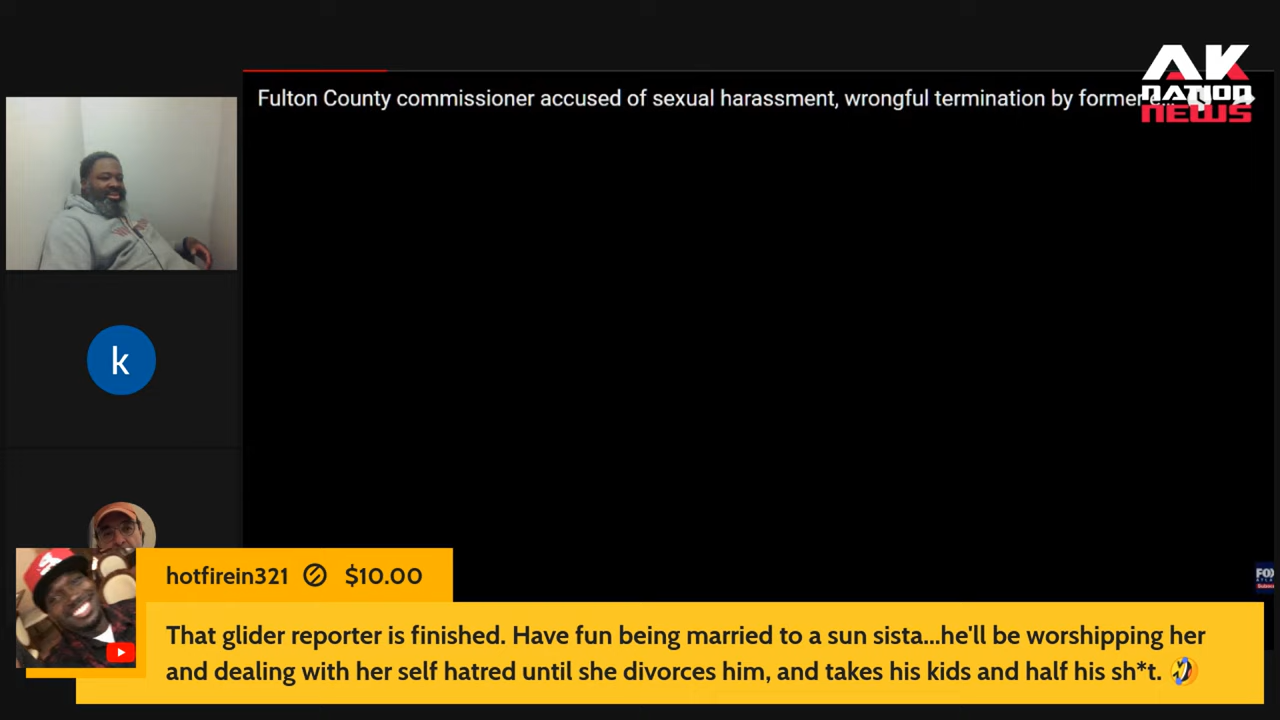 AK
NATION
NEWS
Fulton County commissioner accused of sexual harassment, wrongful termination by former
k
FOX
hotfirein321 $10.00
That glider reporter is finished. Have fun being married to a sun sista...he'll be worshipping her
and dealing with her self hatred until she divorces him, and takes his kids and half his sh*t. 🤣